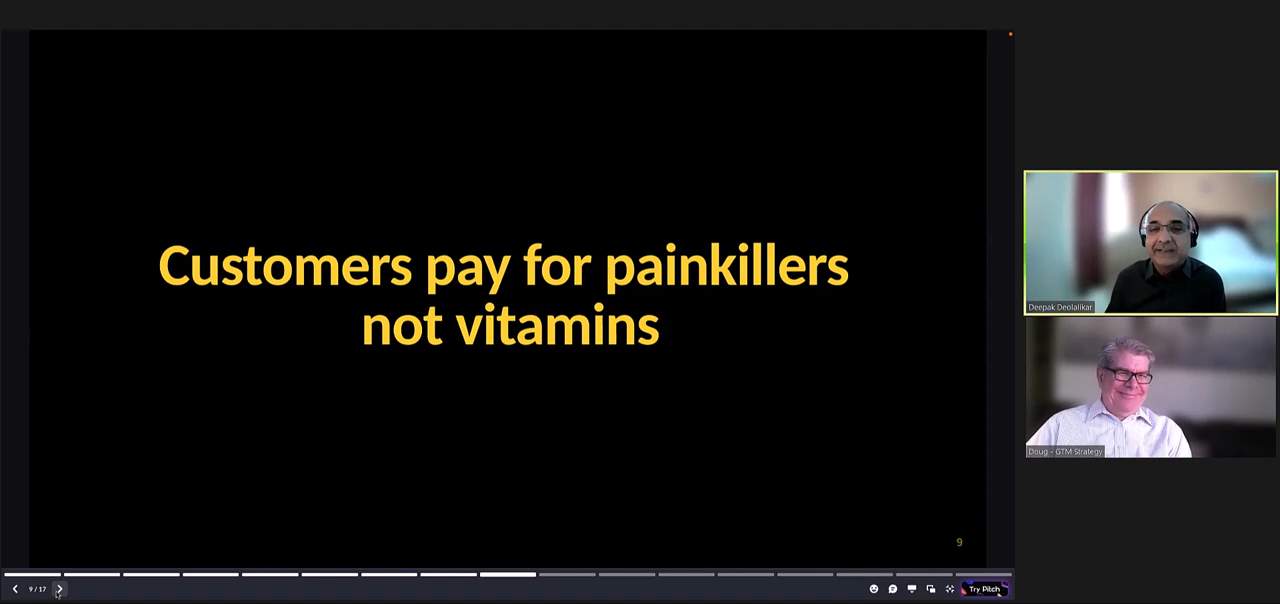 Customers pay for painkillers
not vitamins
9
Deepak Deolalikar
Doug - GTM Strategy
9 / 17
Try Pitch